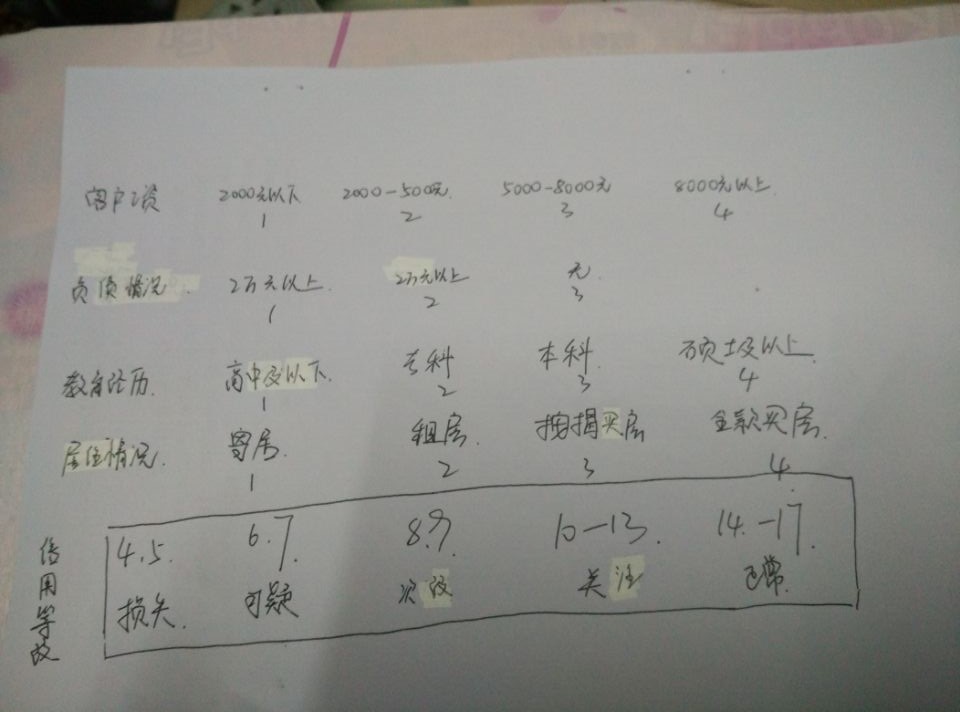 客户工资 2000元以下 2000-500元. 5000-8000元 8000元以上.
1 2 3 4
负债情况. 2万元以上. 2万元以上 无.
1 2 3
教育经历. 高中及以下. 专科 本科. 硕士及以上.
1 2 3 4
居住情况. 寄居. 租房. 按揭买房 全款买房.
1 2 3 4
信用等级
4.5. 6.7. 8.9. 10-13. 14.-17.
损失. 可疑 次级 关注 正常.